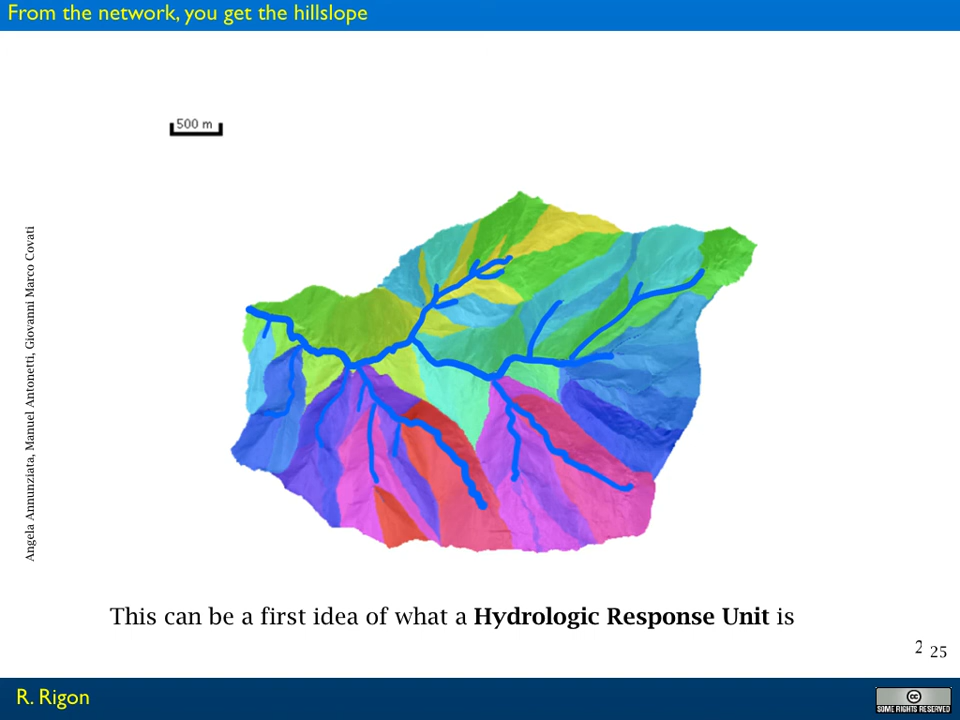 From the network, you get the hillslope
500 m
Angela Annunziata, Manuel Antonetti, Giovanni Marco Covati
This can be a first idea of what a Hydrologic Response Unit is
2 25
R. Rigon
cc
SOME RIGHTS RESERVED